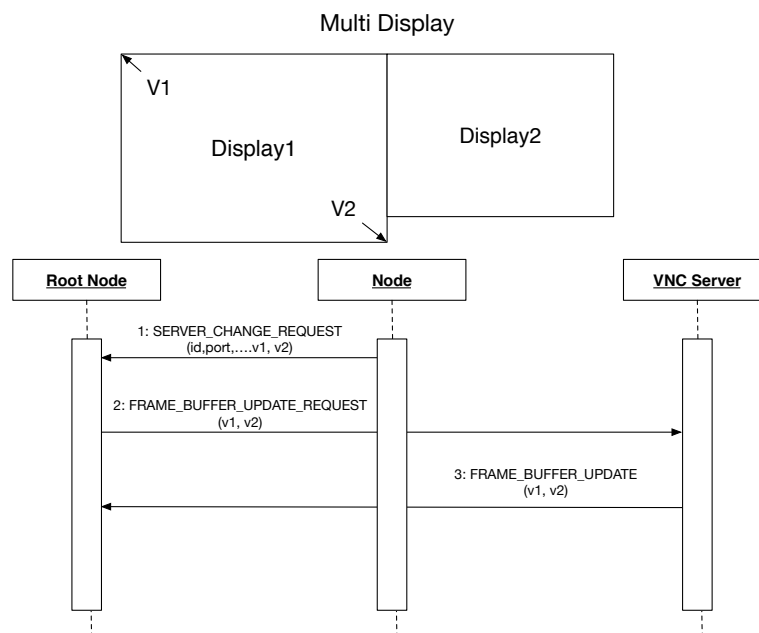 Multi Display
V1
Display1
Display2
V2
Root Node
Node
VNC Server
1: SERVER_CHANGE_REQUEST
(id,port,....v1, v2)
2: FRAME_BUFFER_UPDATE_REQUEST
(v1, v2)
3: FRAME_BUFFER_UPDATE
(v1, v2)